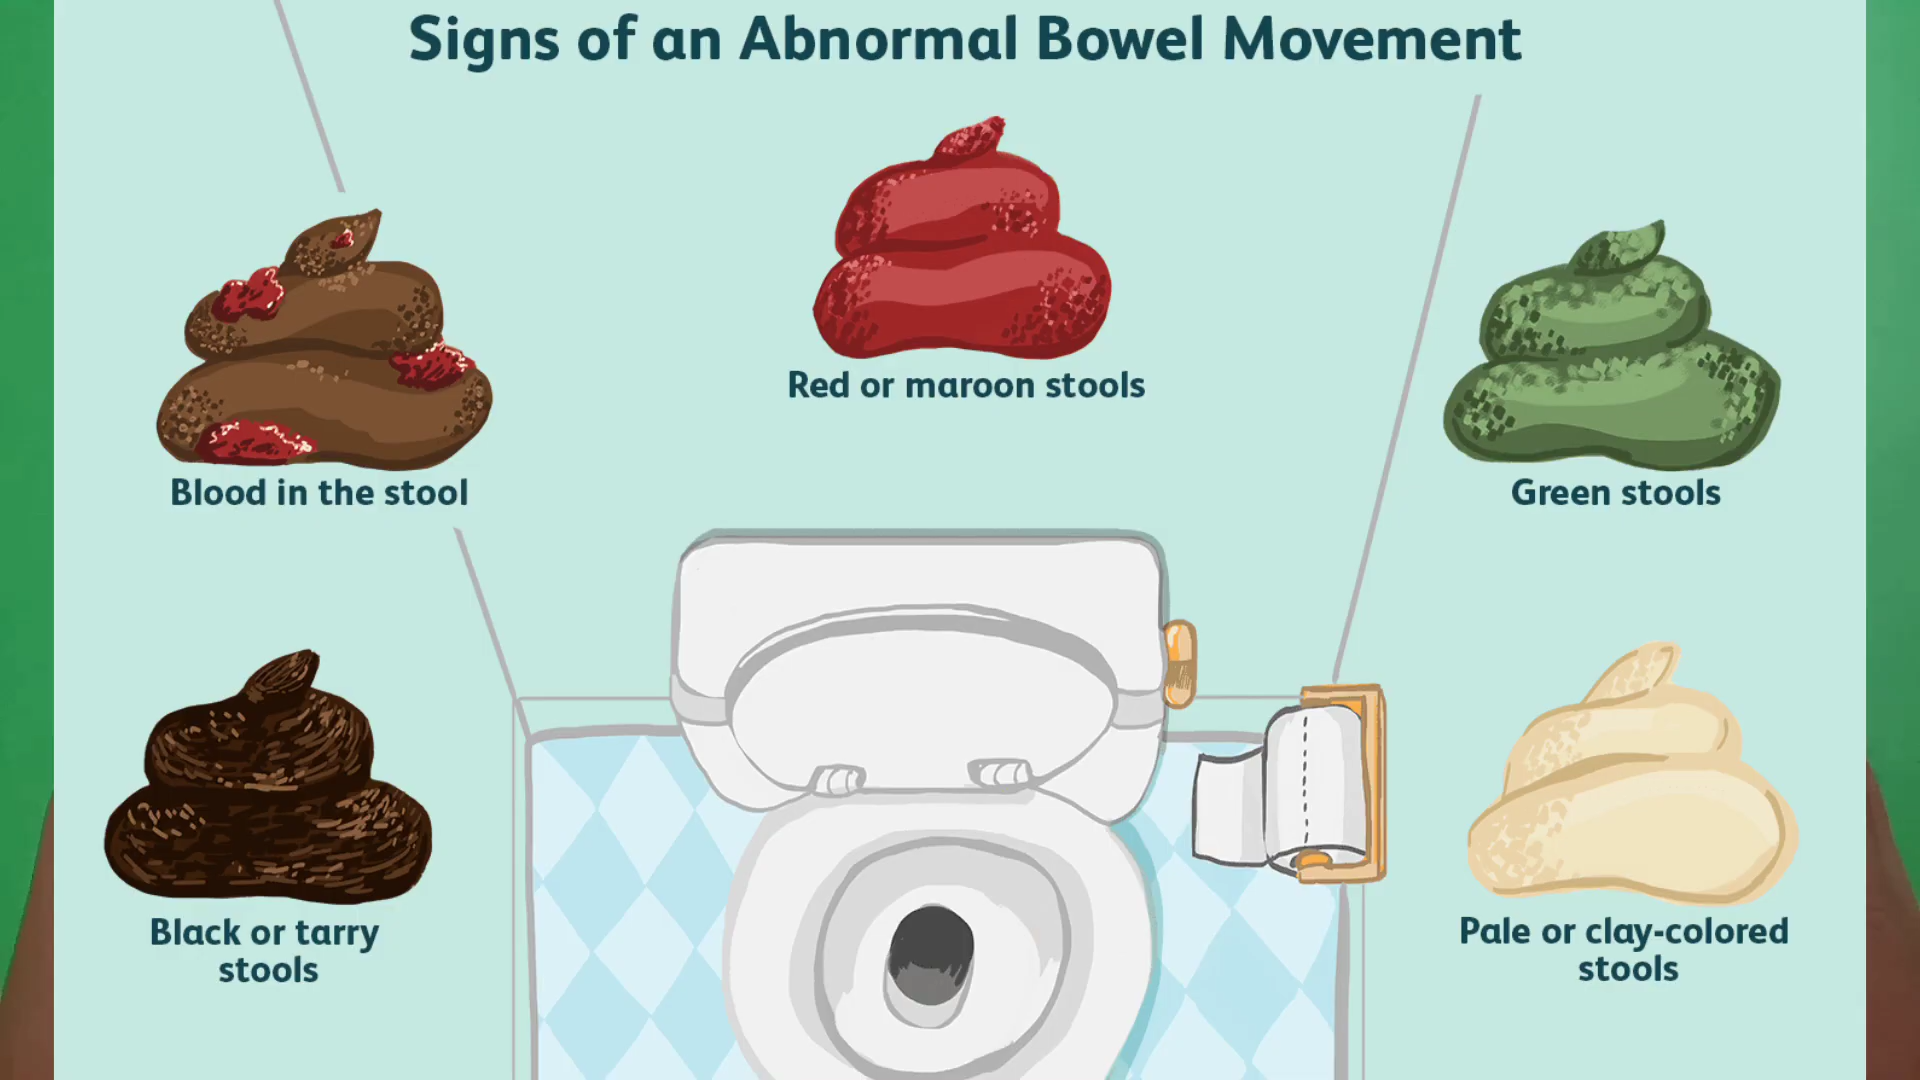 Signs of an Abnormal Bowel Movement
Red or maroon stools
Blood in the stool
Green stools
Black or tarry
stools
Pale or clay-colored
stools